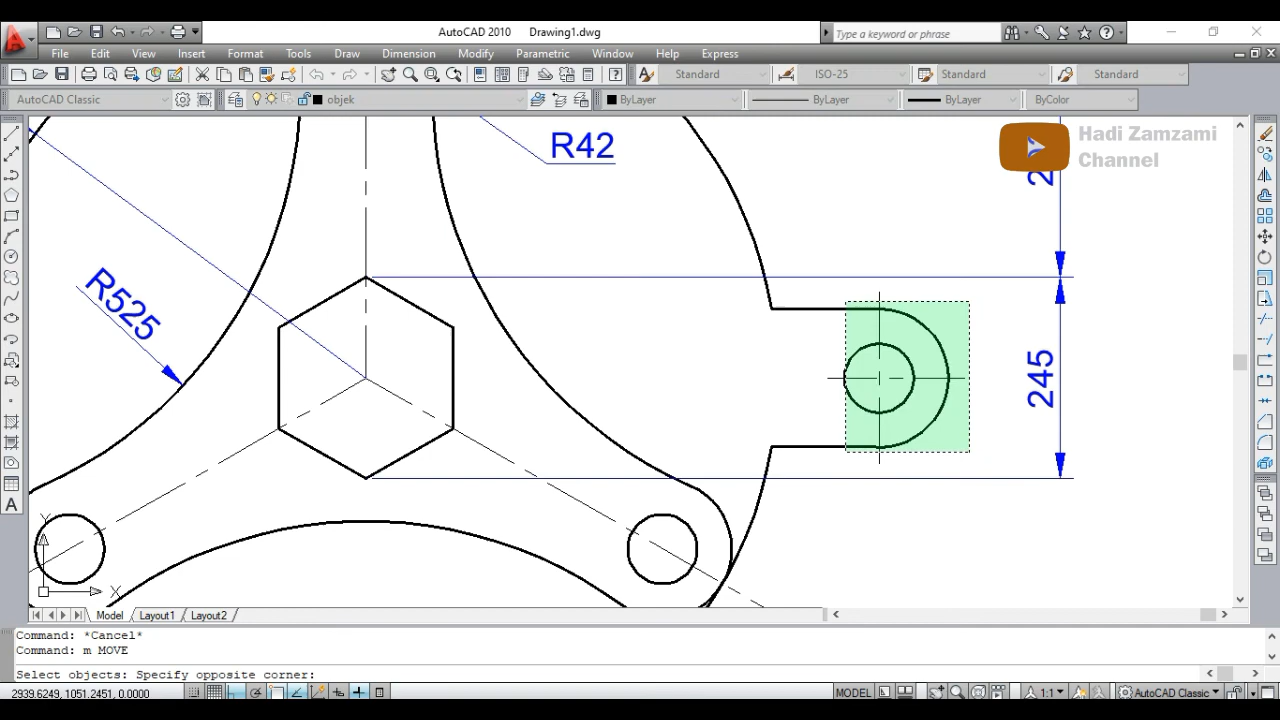 AutoCAD 2010 Drawing1.dwg
Type a keyword or phrase
File Edit View Insert Format Tools Draw Dimension Modify Parametric Window Help Express
Standard ISO-25 Standard Standard
AutoCAD Classic objek ByLayer ByLayer ByLayer ByColor
Hadi Zamzami
Channel
R42
R525
245
Y
X
Model Layout1 Layout2
Command: *Cancel*
Command: m MOVE
Select objects: Specify opposite corner:
2939.6249, 1051.2451, 0.0000 MODEL 1:1 AutoCAD Classic